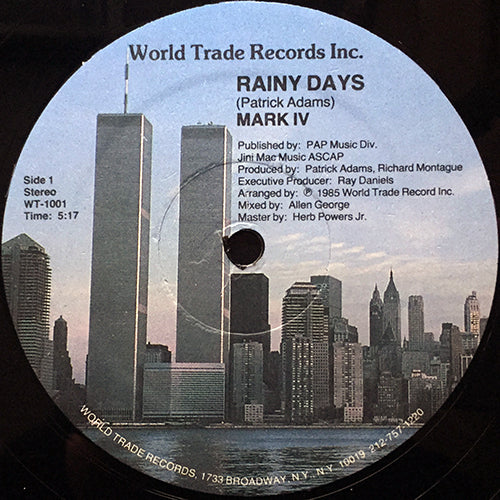 World Trade Records Inc.
RAINY DAYS
(Patrick Adams)
MARK IV
Published by: PAP Music Div.
Jini Mac Music ASCAP
Produced by: Patrick Adams, Richard Montague
Executive Producer: Ray Daniels
Arranged by: ℗ 1985 World Trade Record Inc.
Mixed by: Allen George
Master by: Herb Powers Jr.
Side 1
Stereo
WT-1001
Time: 5:17
WORLD TRADE RECORDS, 1733 BROADWAY, N.Y., N.Y. 10019 212-757-1220